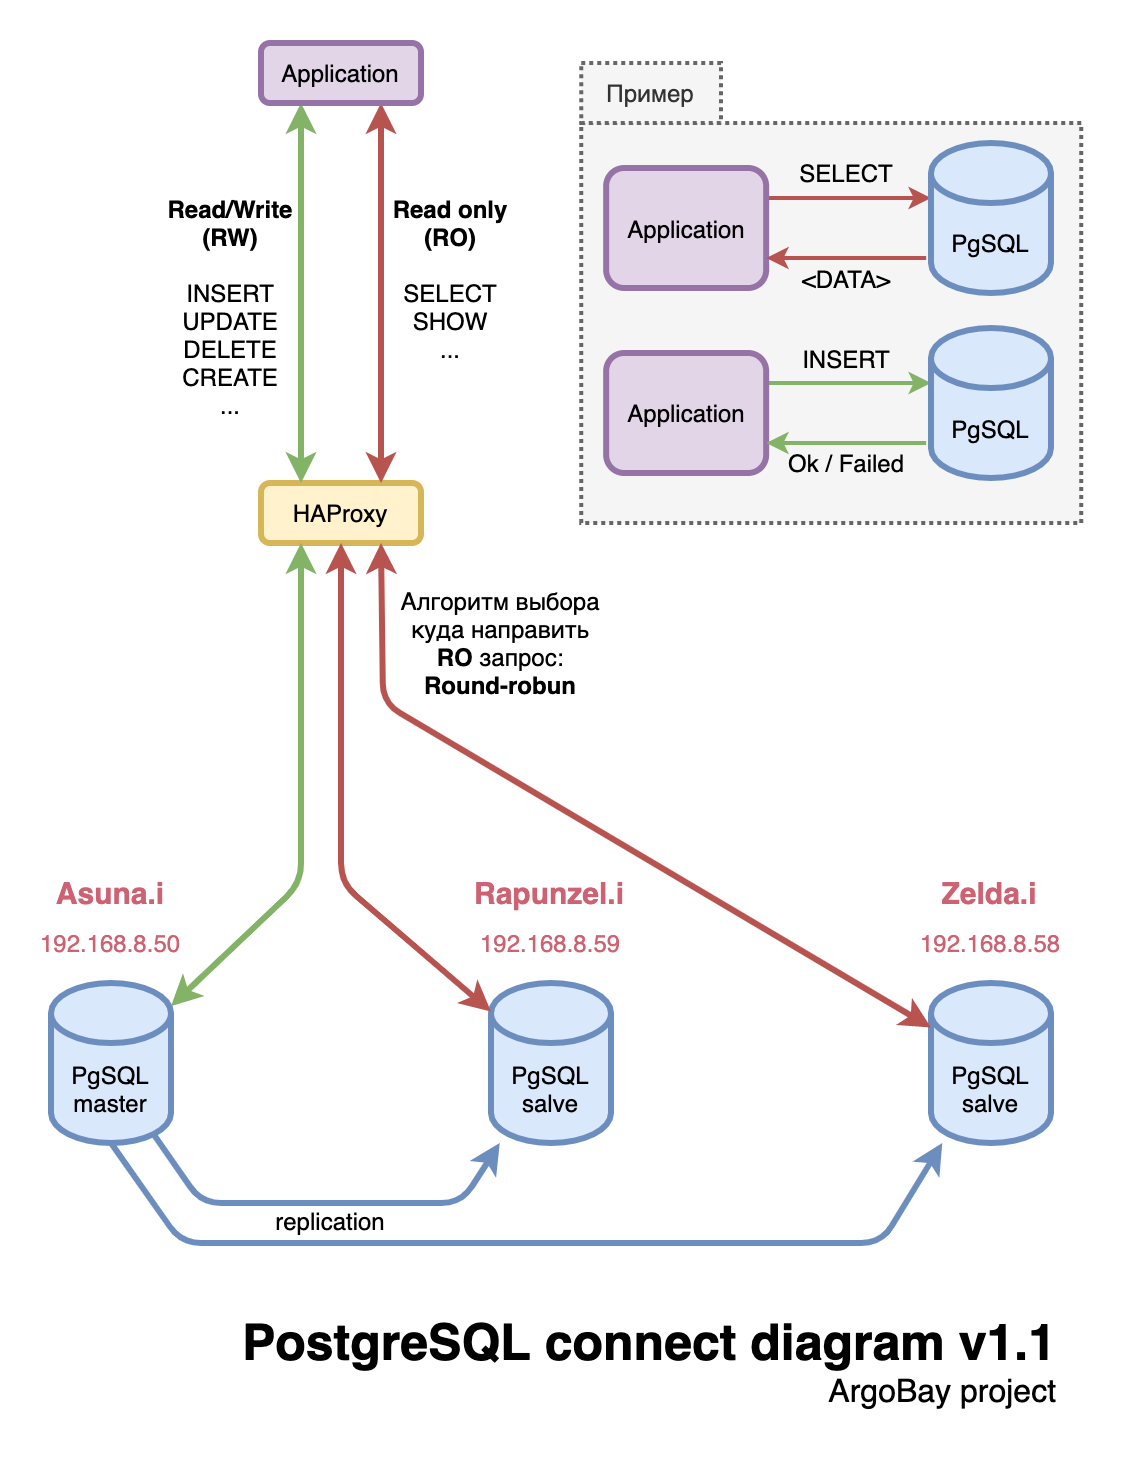 Application
Read/Write
(RW)
INSERT
UPDATE
DELETE
CREATE
...
Read only
(RO)
SELECT
SHOW
...
Пример
Application
SELECT
<DATA>
PgSQL
Application
INSERT
Ok / Failed
PgSQL
HAProxy
Алгоритм выбора
куда направить
RO запрос:
Round-robun
Asuna.i
192.168.8.50
PgSQL
master
Rapunzel.i
192.168.8.59
PgSQL
salve
Zelda.i
192.168.8.58
PgSQL
salve
replication
PostgreSQL connect diagram v1.1
ArgoBay project